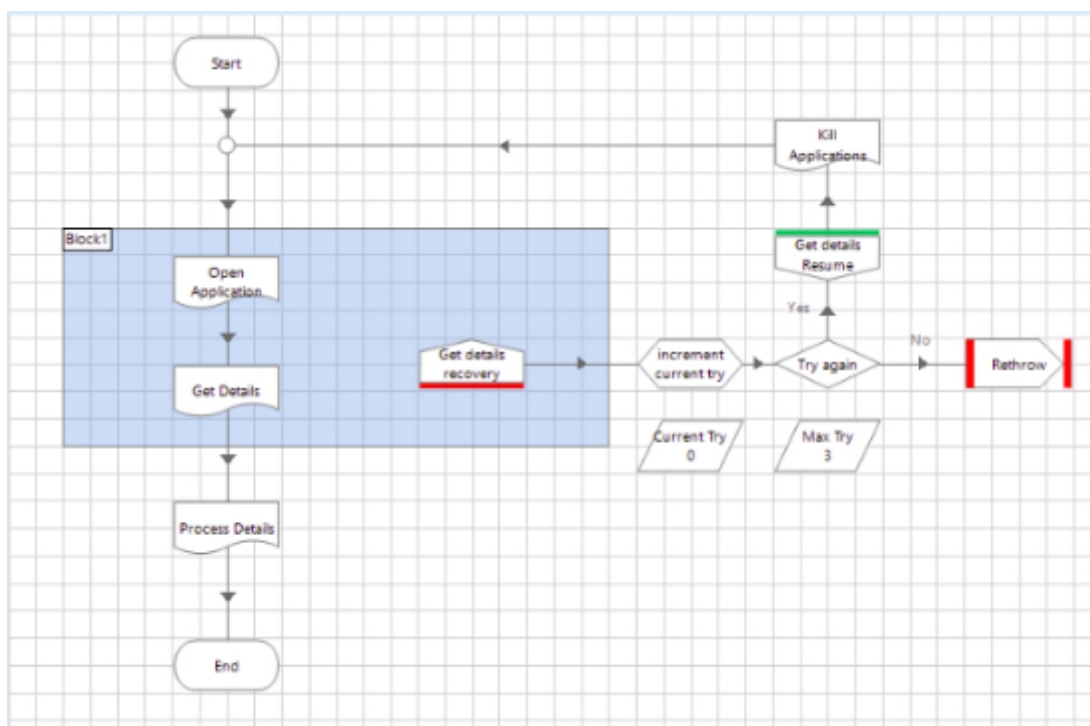 Start
Kill
Applications
Block1
Open
Application
Get details
Resume
Yes
No
Get details
recovery
increment
current try
Try again
Rethrow
Get Details
Current Try
0
Max Try
3
Process Details
End